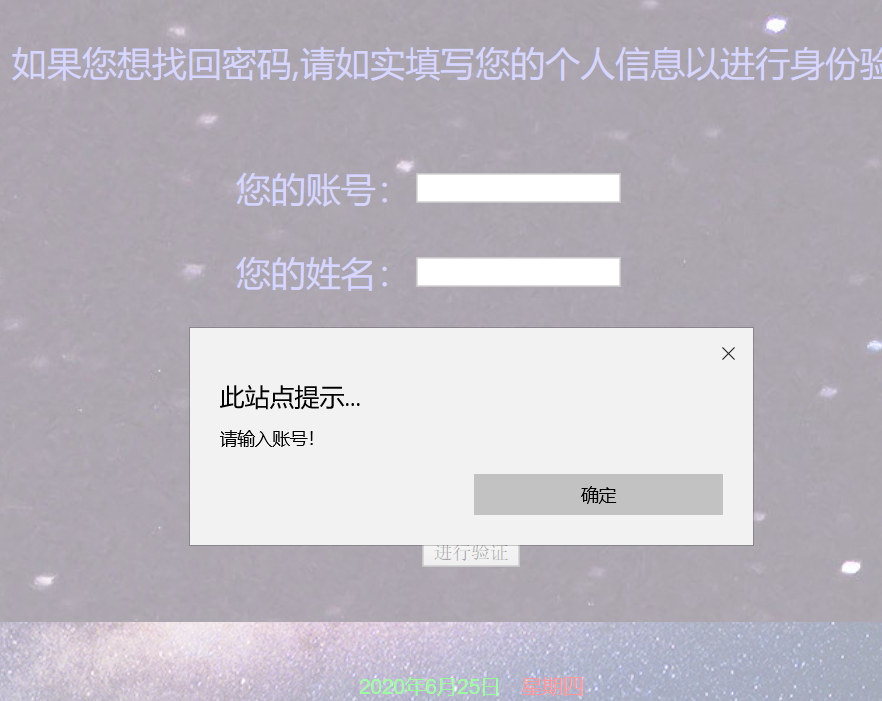 如果您想找回密码,请如实填写您的个人信息以进行身份验
您的账号：
您的姓名：
此站点提示...
请输入账号!
确定
进行验证
2020年6月25日 星期四